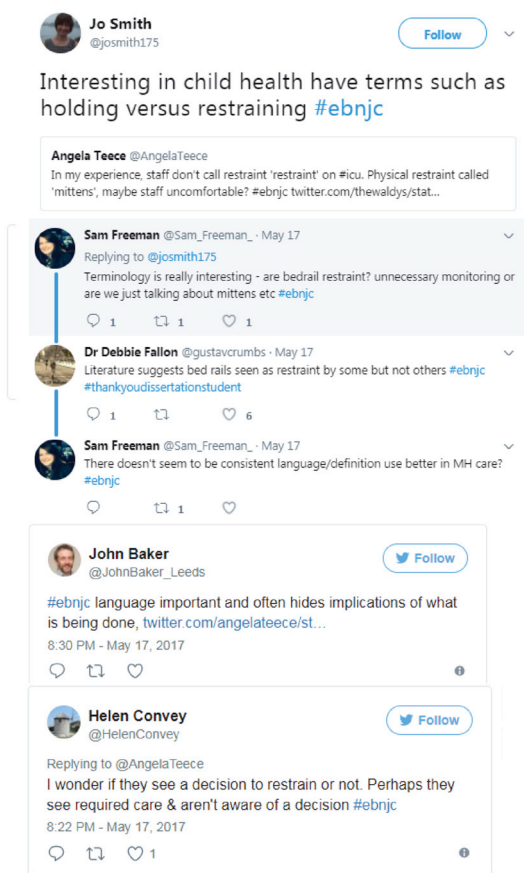 Jo Smith
@josmith175
Follow
Interesting in child health have terms such as
holding versus restraining #ebnjc
Angela Teece @AngelaTeece
In my experience, staff don't call restraint 'restraint' on #icu. Physical restraint called
'mittens', maybe staff uncomfortable? #ebnjc twitter.com/thewaldys/stat...
Sam Freeman @Sam_Freeman_ · May 17
Replying to @josmith175
Terminology is really interesting - are bedrail restraint? unnecessary monitoring or
are we just talking about mittens etc #ebnjc
1 1 1
Dr Debbie Fallon @gustavcrumbs · May 17
Literature suggests bed rails seen as restraint by some but not others #ebnjc
#thankyoudissertationstudent
1 6
Sam Freeman @Sam_Freeman_ · May 17
There doesn't seem to be consistent language/definition use better in MH care?
#ebnjc
1
John Baker
@JohnBaker_Leeds
Follow
#ebnjc language important and often hides implications of what
is being done, twitter.com/angelateece/st...
8:30 PM - May 17, 2017
Helen Convey
@HelenConvey
Follow
Replying to @AngelaTeece
I wonder if they see a decision to restrain or not. Perhaps they
see required care & aren't aware of a decision #ebnjc
8:22 PM - May 17, 2017
1